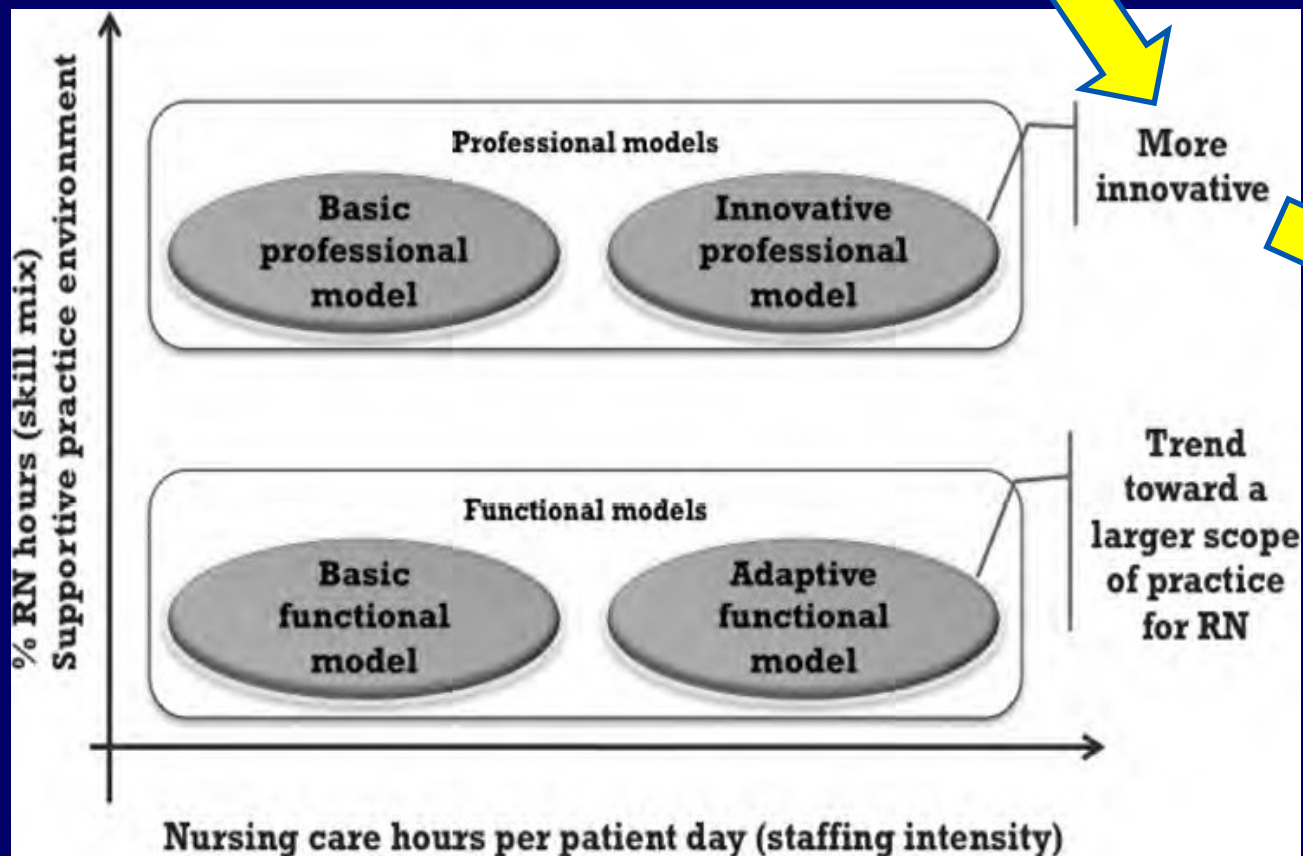 % RN hours (skill mix)
Supportive practice environment
Professional models
Basic
professional
model
Innovative
professional
model
More
innovative
Functional models
Basic
functional
model
Adaptive
functional
model
Trend
toward a
larger scope
of practice
for RN
Nursing care hours per patient day (staffing intensity)